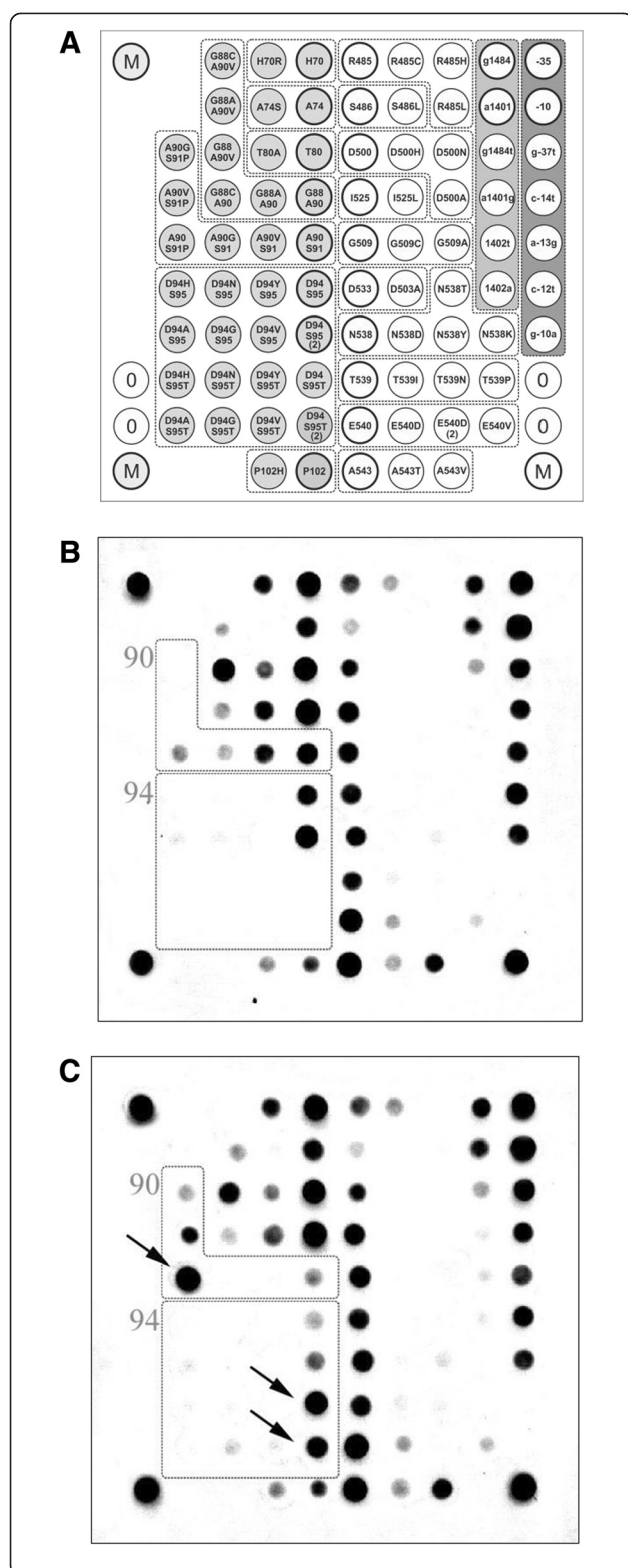 A
M G88C A90V H70R H70 R485 R485C R485H g1484 -35
G88A A90V A74S A74 S486 S486L R485L a1401 -10
A90G S91P G88 A90V T80A T80 D500 D500H D500N g1484t g-37t
A90V S91P G88C A90 G88A A90 G88 A90 I525 I525L D500A a1401g c-14t
A90 S91P A90G S91 A90V S91 A90 S91 G509 G509C G509A 1402t a-13g
D94H S95 D94N S95 D94Y S95 D94 S95 D533 D503A N538T 1402a c-12t
D94A S95 D94G S95 D94V S95 D94 S95 (2) N538 N538D N538Y N538K g-10a
0 D94H S95T D94N S95T D94Y S95T D94 S95T T539 T539I T539N T539P 0
0 D94A S95T D94G S95T D94V S95T D94 S95T (2) E540 E540D E540D (2) E540V 0
M P102H P102 A543 A543T A543V M
B
90
94
C
90
94